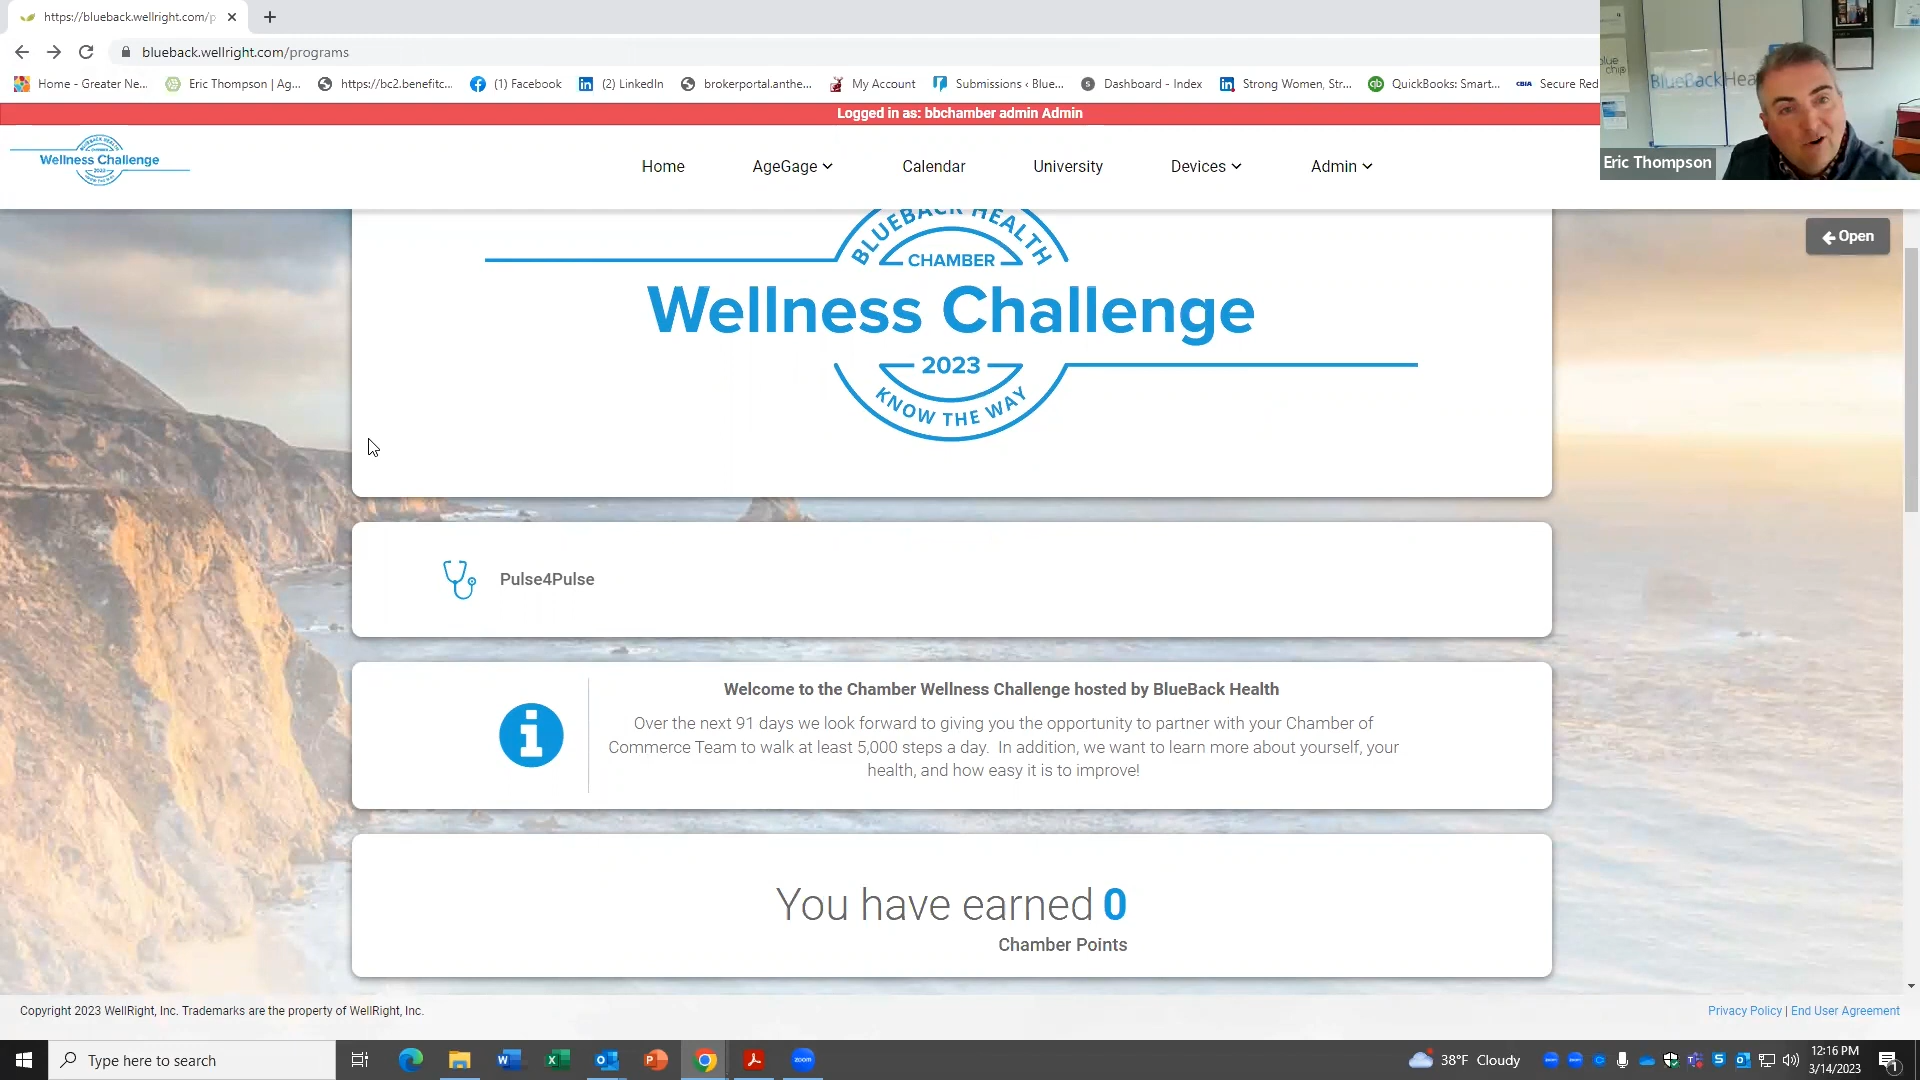 https://blueback.wellright.com/p
blueback.wellright.com/programs
Home - Greater Ne...
Eric Thompson | Ag...
https://bc2.benefitc...
(1) Facebook
(2) LinkedIn
brokerportal.anthe...
My Account
Submissions ‹ Blue...
Dashboard - Index
Strong Women, Str...
QuickBooks: Smart...
CBIA
Secure Red
BlueBackHea
Eric Thompson
Logged in as: bbchamber admin Admin
Wellness Challenge
2023
Home
AgeGage
Calendar
University
Devices
Admin
Open
BLUEBACK HEALTH
CHAMBER
Wellness Challenge
2023
KNOW THE WAY
Pulse4Pulse
Welcome to the Chamber Wellness Challenge hosted by BlueBack Health
Over the next 91 days we look forward to giving you the opportunity to partner with your Chamber of
Commerce Team to walk at least 5,000 steps a day. In addition, we want to learn more about yourself, your
health, and how easy it is to improve!
You have earned 0
Chamber Points
Copyright 2023 WellRight, Inc. Trademarks are the property of WellRight, Inc.
Privacy Policy | End User Agreement
Type here to search
zoom
38°F Cloudy
12:16 PM
3/14/2023
1